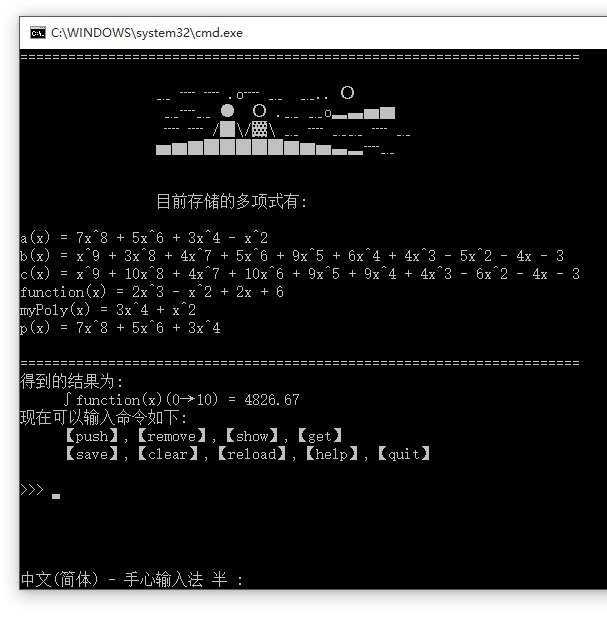 C:\WINDOWS\system32\cmd.exe
目前存储的多项式有:
a(x) = 7x^8 + 5x^6 + 3x^4 - x^2
b(x) = x^9 + 3x^8 + 4x^7 + 5x^6 + 9x^5 + 6x^4 + 4x^3 - 5x^2 - 4x - 3
c(x) = x^9 + 10x^8 + 4x^7 + 10x^6 + 9x^5 + 9x^4 + 4x^3 - 6x^2 - 4x - 3
function(x) = 2x^3 - x^2 + 2x + 6
myPoly(x) = 3x^4 + x^2
p(x) = 7x^8 + 5x^6 + 3x^4
得到的结果为:
∫function(x)(0→10) = 4826.67
现在可以输入命令如下:
【push】,【remove】,【show】,【get】
【save】,【clear】,【reload】,【help】,【quit】
>>>
中文(简体) - 手心输入法 半 :